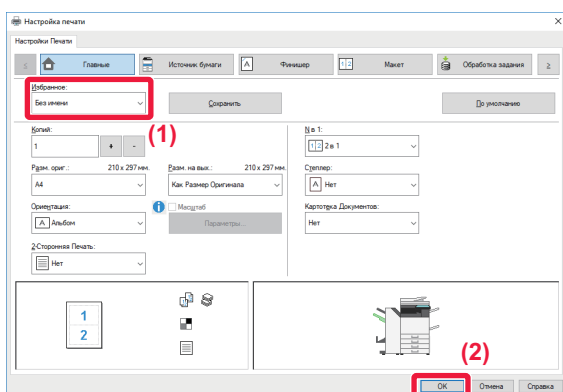 Настройка печати
Настройки Печати
Главные Источник бумаги Финишер Макет Обработка задания
Избранное:
Без имени Сохранить По умолчанию
(1)
Копий: N в 1:
1 + - 1 2 2 в 1
Разм. ориг.: 210 x 297 мм. Разм. на вых.: 210 x 297 мм. Степлер:
A4 Как Размер Оригинала A Нет
Ориентация: Масштаб Картотека Документов:
A Альбом Параметры... Нет
2-Сторонняя Печать:
Нет
1
2
(2)
OK Отмена Справка